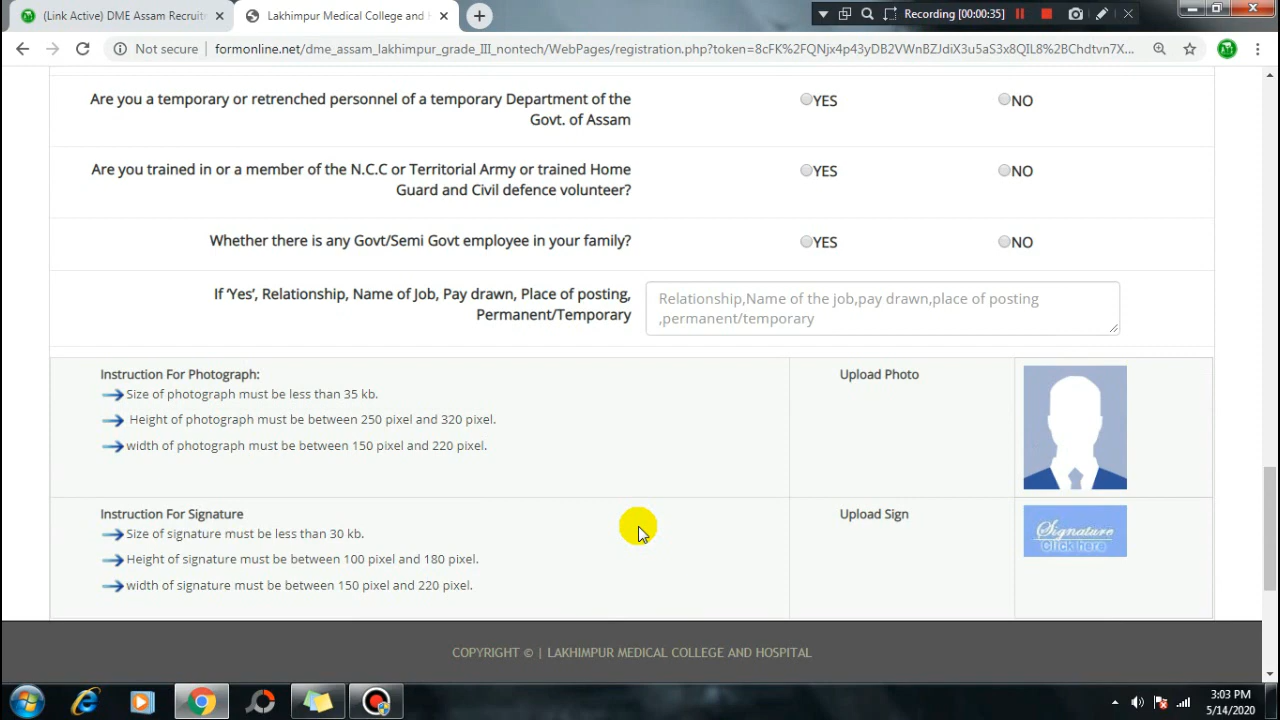 (Link Active) DME Assam Recruit
Lakhimpur Medical College and
Recording [00:00:35]
Not secure
formonline.net/dme_assam_lakhimpur_grade_III_nontech/WebPages/registration.php?token=8cFK%2FQNjx4p43yDB2VWnBZJdiX3u5aS3x8QIL8%2BChdtvn7X...
Are you a temporary or retrenched personnel of a temporary Department of the
Govt. of Assam
YES
NO
Are you trained in or a member of the N.C.C or Territorial Army or trained Home
Guard and Civil defence volunteer?
YES
NO
Whether there is any Govt/Semi Govt employee in your family?
YES
NO
If ‘Yes’, Relationship, Name of Job, Pay drawn, Place of posting,
Permanent/Temporary
Relationship,Name of the job,pay drawn,place of posting
,permanent/temporary
Instruction For Photograph:
Size of photograph must be less than 35 kb.
Height of photograph must be between 250 pixel and 320 pixel.
width of photograph must be between 150 pixel and 220 pixel.
Upload Photo
Instruction For Signature
Size of signature must be less than 30 kb.
Height of signature must be between 100 pixel and 180 pixel.
width of signature must be between 150 pixel and 220 pixel.
Upload Sign
Signature
Click here
COPYRIGHT © | LAKHIMPUR MEDICAL COLLEGE AND HOSPITAL
3:03 PM
5/14/2020